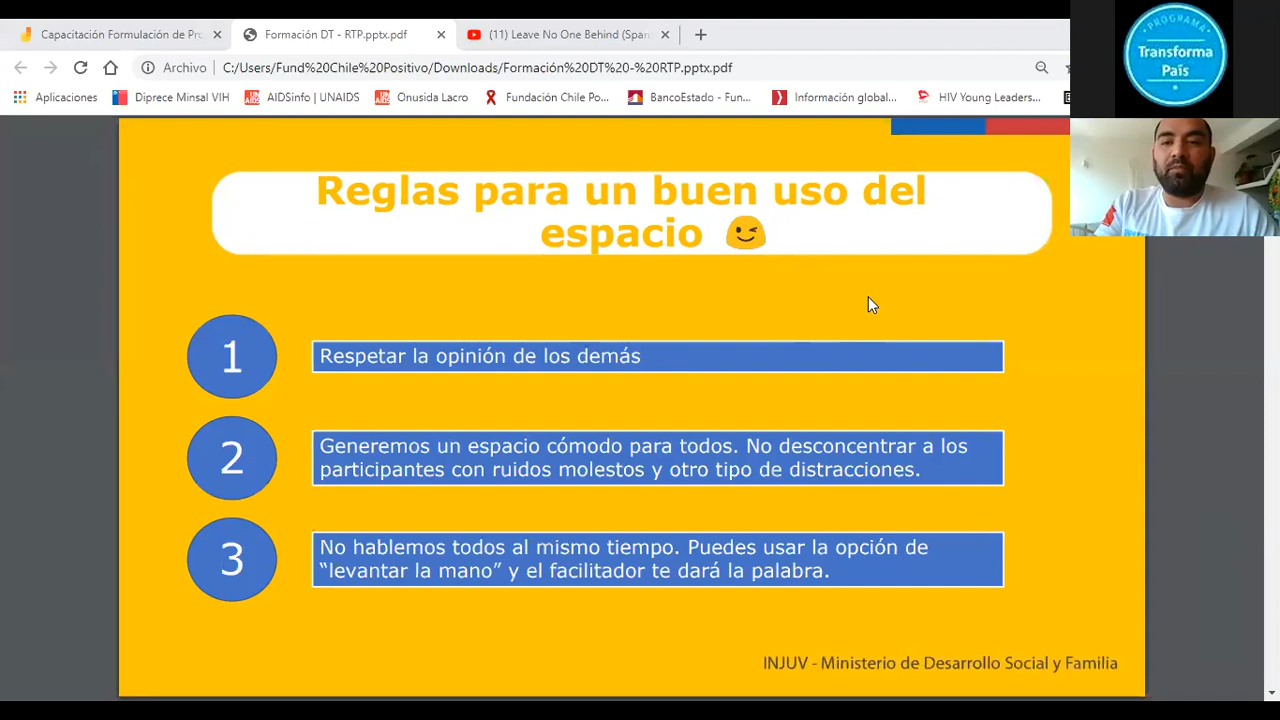 Capacitación Formulación de Pro
Formación DT - RTP.pptx.pdf
(11) Leave No One Behind (Span
Archivo
C:/Users/Fund%20Chile%20Positivo/Downloads/Formación%20DT%20-%20RTP.pptx.pdf
Aplicaciones
Diprece Minsal VIH
AIDSinfo | UNAIDS
Onusida Lacro
Fundación Chile Po...
BancoEstado - Fun...
Información global...
HIV Young Leaders...
PROGRAMA
Transforma
País
Reglas para un buen uso del
espacio 😉
1
Respetar la opinión de los demás
2
Generemos un espacio cómodo para todos. No desconcentrar a los
participantes con ruidos molestos y otro tipo de distracciones.
3
No hablemos todos al mismo tiempo. Puedes usar la opción de
“levantar la mano” y el facilitador te dará la palabra.
INJUV - Ministerio de Desarrollo Social y Familia